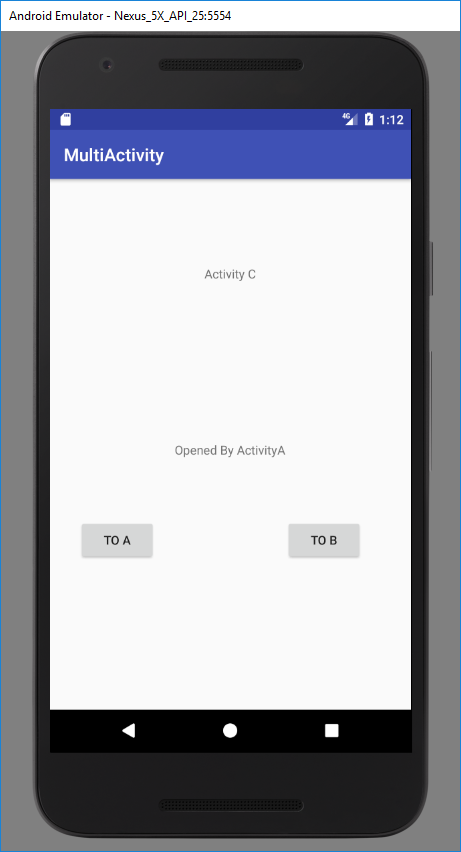 Android Emulator - Nexus_5X_API_25:5554
4G 1:12
MultiActivity
Activity C
Opened By ActivityA
TO A TO B